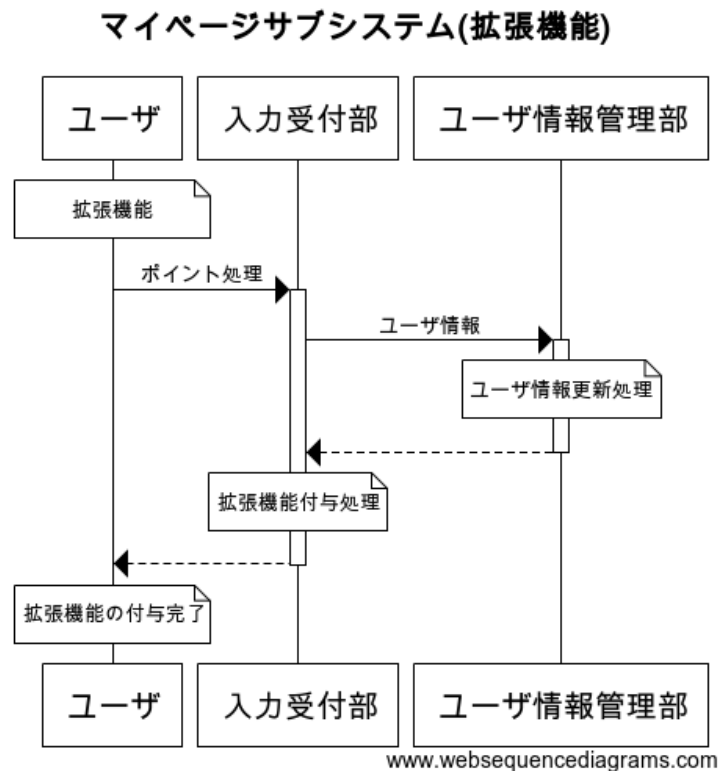 マイページサブシステム(拡張機能)
ユーザ
入力受付部
ユーザ情報管理部
拡張機能
ポイント処理
ユーザ情報
ユーザ情報更新処理
拡張機能付与処理
拡張機能の付与完了
ユーザ
入力受付部
ユーザ情報管理部
www.websequencediagrams.com